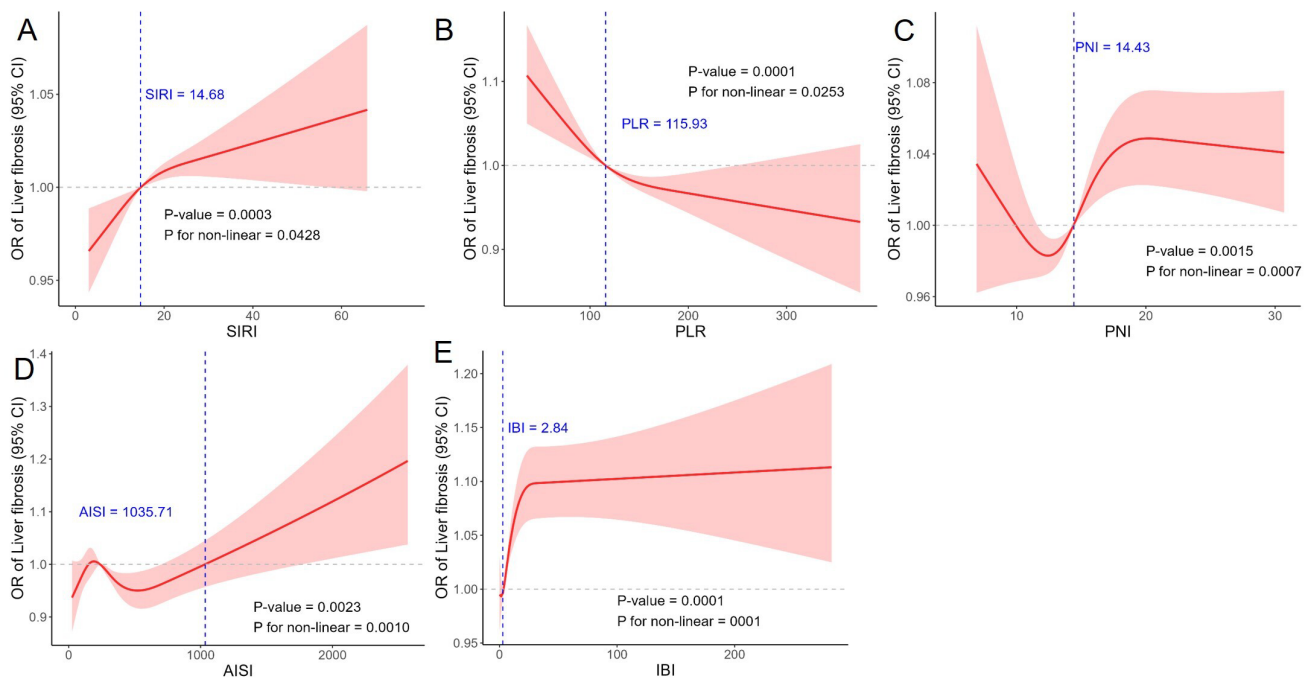 A
OR of Liver fibrosis (95% CI)
1.05
1.00
0.95
SIRI = 14.68
P-value = 0.0003
P for non-linear = 0.0428
0 20 40 60
SIRI
B
OR of Liver fibrosis (95% CI)
1.1
1.0
0.9
P-value = 0.0001
P for non-linear = 0.0253
PLR = 115.93
100 200 300
PLR
C
OR of Liver fibrosis (95% CI)
1.08
1.04
1.00
0.96
PNI = 14.43
P-value = 0.0015
P for non-linear = 0.0007
10 20 30
PNI
D
OR of Liver fibrosis (95% CI)
1.4
1.3
1.2
1.1
1.0
0.9
AISI = 1035.71
P-value = 0.0023
P for non-linear = 0.0010
0 1000 2000
AISI
E
OR of Liver fibrosis (95% CI)
1.20
1.15
1.10
1.05
1.00
0.95
IBI = 2.84
P-value = 0.0001
P for non-linear = 0001
0 100 200
IBI